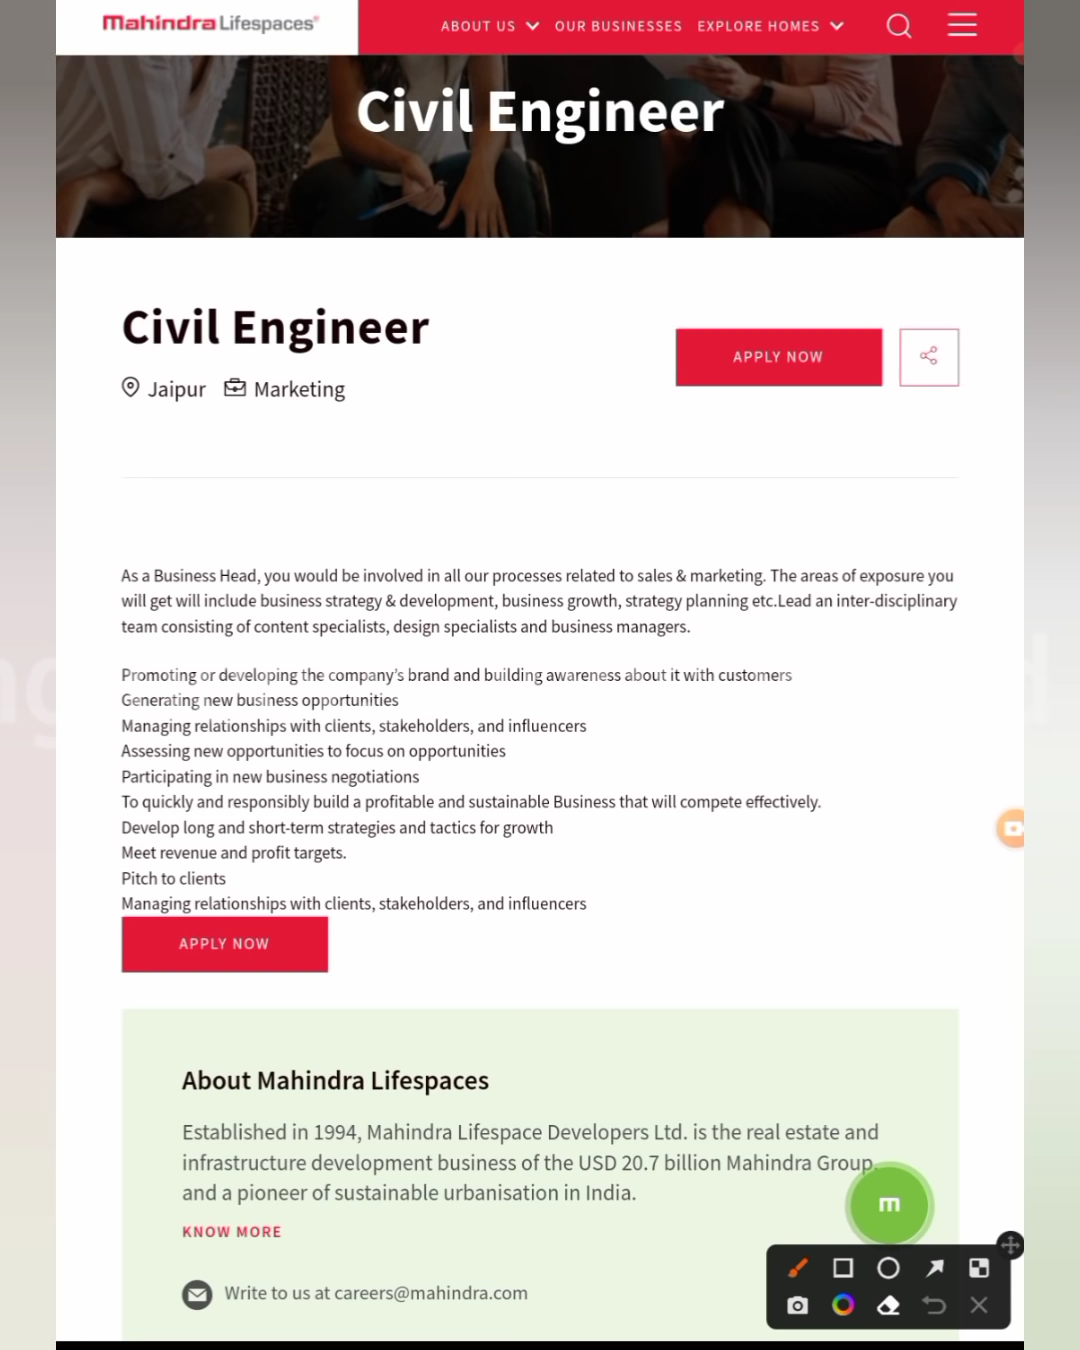 Mahindra Lifespaces
ABOUT US OUR BUSINESSES EXPLORE HOMES
Civil Engineer
Civil Engineer
APPLY NOW
Jaipur Marketing
As a Business Head, you would be involved in all our processes related to sales & marketing. The areas of exposure you
will get will include business strategy & development, business growth, strategy planning etc.Lead an inter-disciplinary
team consisting of content specialists, design specialists and business managers.
Promoting or developing the company’s brand and building awareness about it with customers
Generating new business opportunities
Managing relationships with clients, stakeholders, and influencers
Assessing new opportunities to focus on opportunities
Participating in new business negotiations
To quickly and responsibly build a profitable and sustainable Business that will compete effectively.
Develop long and short-term strategies and tactics for growth
Meet revenue and profit targets.
Pitch to clients
Managing relationships with clients, stakeholders, and influencers
APPLY NOW
About Mahindra Lifespaces
Established in 1994, Mahindra Lifespace Developers Ltd. is the real estate and
infrastructure development business of the USD 20.7 billion Mahindra Group,
and a pioneer of sustainable urbanisation in India.
m
KNOW MORE
Write to us at careers@mahindra.com